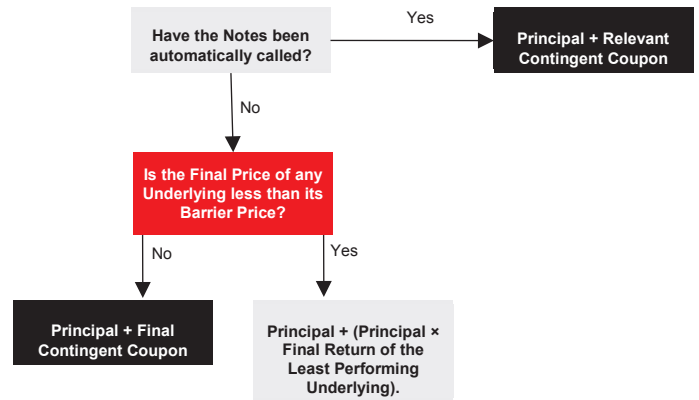 Have the Notes been
automatically called?
Yes
Principal + Relevant
Contingent Coupon
No
Is the Final Price of any
Underlying less than its
Barrier Price?
No
Yes
Principal + Final
Contingent Coupon
Principal + (Principal ×
Final Return of the
Least Performing
Underlying).